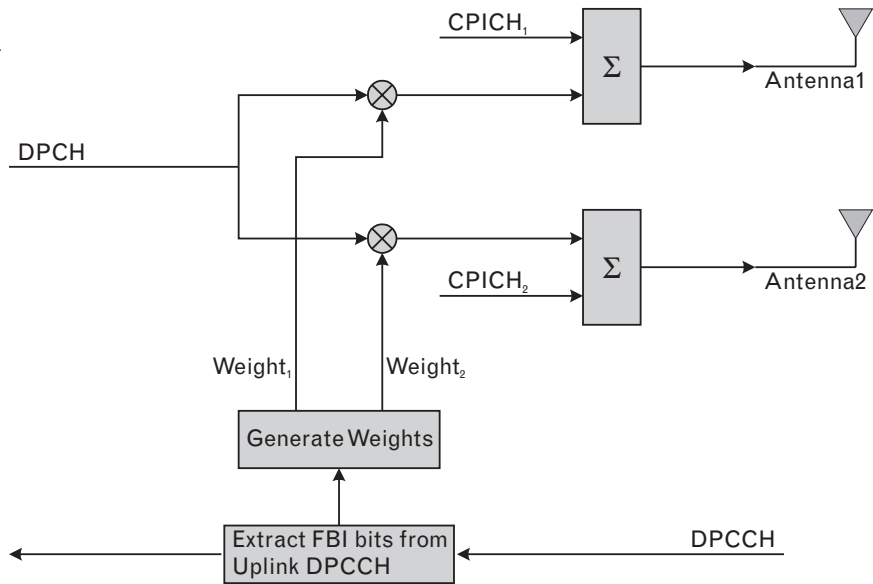 CPICH₁
Σ
Antenna1
DPCH
Σ
CPICH₂
Antenna2
Weight₁
Weight₂
Generate Weights
Extract FBI bits from
Uplink DPCCH
DPCCH